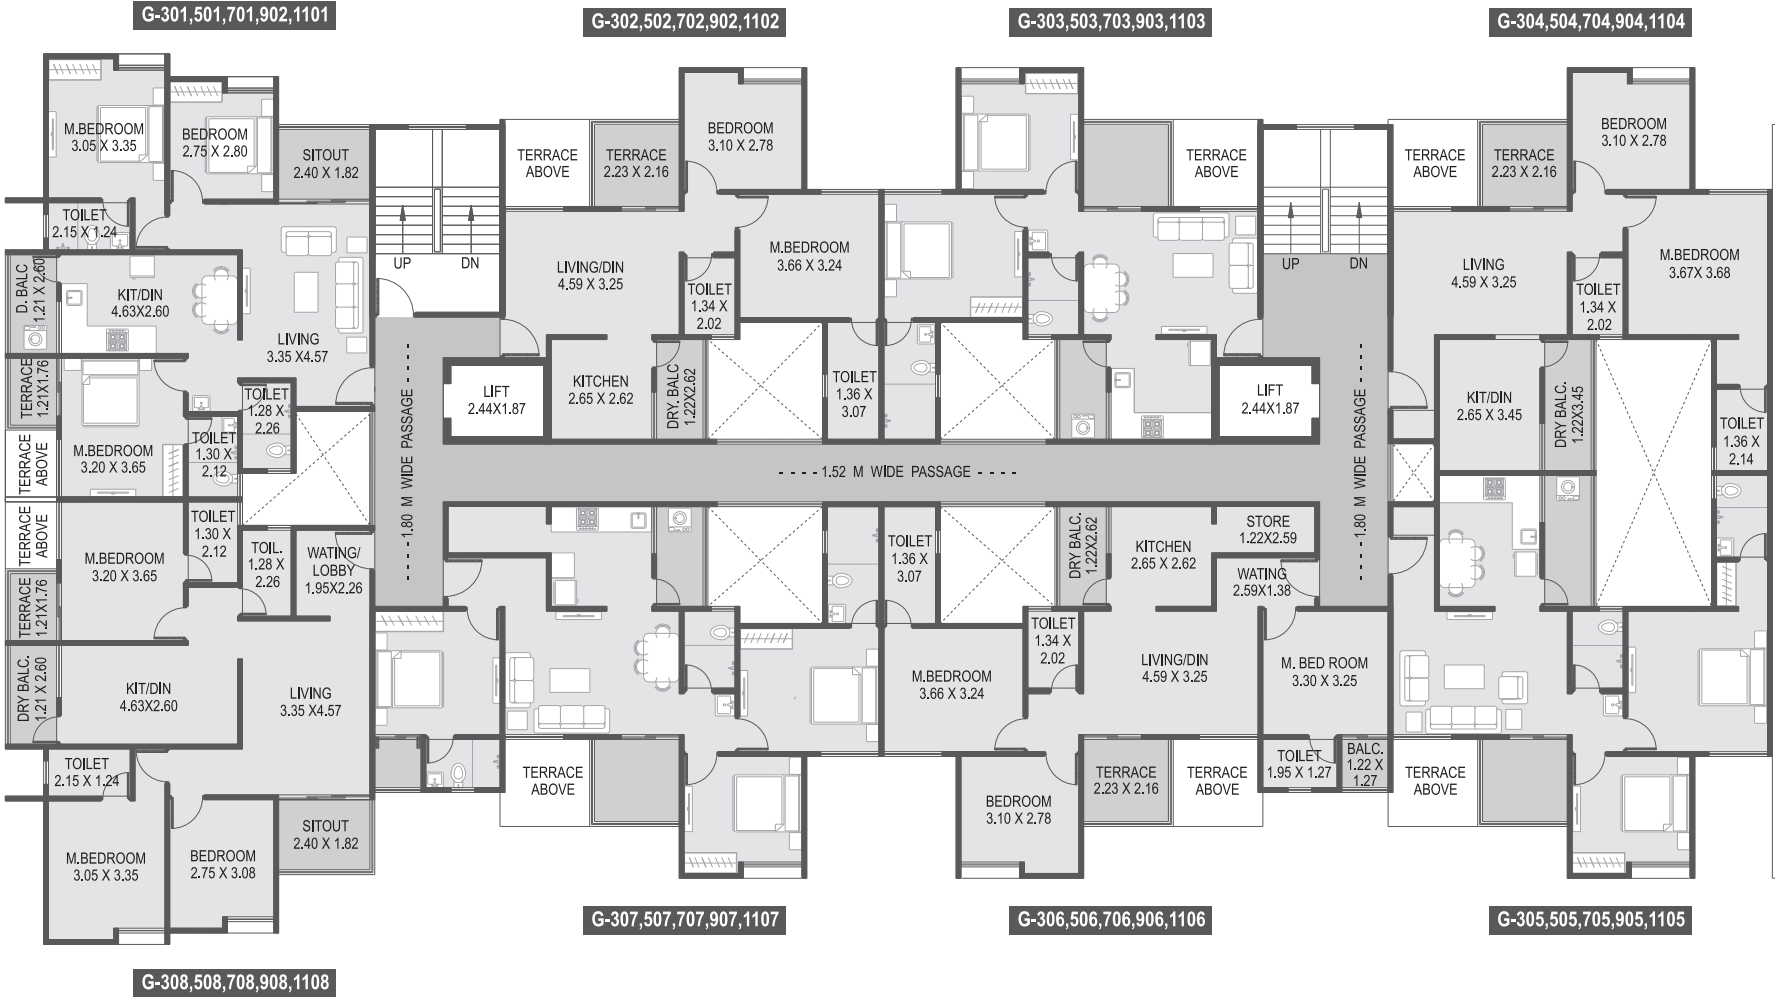 G-301,501,701,902,1101
G-302,502,702,902,1102
G-303,503,703,903,1103
G-304,504,704,904,1104
M.BEDROOM
3.05 X 3.35
BEDROOM
2.75 X 2.80
SITOUT
2.40 X 1.82
TOILET
2.15 X 1.24
D. BALC
1.21 X 2.60
KIT/DIN
4.63X2.60
LIVING
3.35 X4.57
TERRACE
1.21X1.76
M.BEDROOM
3.20 X 3.65
TOILET
1.28 X
2.26
TOILET
1.30 X
2.12
TERRACE
ABOVE
UP
DN
TERRACE
ABOVE
TERRACE
2.23 X 2.16
BEDROOM
3.10 X 2.78
LIVING/DIN
4.59 X 3.25
M.BEDROOM
3.66 X 3.24
TOILET
1.34 X
2.02
KITCHEN
2.65 X 2.62
DRY. BALC
1.22X2.62
TOILET
1.36 X
3.07
LIFT
2.44X1.87
TERRACE
ABOVE
UP
DN
LIFT
2.44X1.87
TERRACE
ABOVE
TERRACE
2.23 X 2.16
BEDROOM
3.10 X 2.78
LIVING
4.59 X 3.25
M.BEDROOM
3.67X 3.68
TOILET
1.34 X
2.02
KIT/DIN
2.65 X 3.45
DRY BALC.
1.22X3.45
TOILET
1.36 X
2.14
1.80 M WIDE PASSAGE
1.52 M WIDE PASSAGE
1.80 M WIDE PASSAGE
TERRACE
ABOVE
M.BEDROOM
3.20 X 3.65
TOILET
1.30 X
2.12
TOIL.
1.28 X
2.26
WATING/
LOBBY
1.95X2.26
TERRACE
1.21X1.76
DRY BALC.
1.21 X 2.60
KIT/DIN
4.63X2.60
LIVING
3.35 X4.57
TOILET
2.15 X 1.24
M.BEDROOM
3.05 X 3.35
BEDROOM
2.75 X 3.08
SITOUT
2.40 X 1.82
TERRACE
ABOVE
TOILET
1.36 X
3.07
DRY BALC.
1.22X2.62
KITCHEN
2.65 X 2.62
STORE
1.22X2.59
WATING
2.59X1.38
TOILET
1.34 X
2.02
M.BEDROOM
3.66 X 3.24
LIVING/DIN
4.59 X 3.25
M. BED ROOM
3.30 X 3.25
BEDROOM
3.10 X 2.78
TERRACE
2.23 X 2.16
TERRACE
ABOVE
TOILET
1.95 X 1.27
BALC.
1.22 X
1.27
TERRACE
ABOVE
G-307,507,707,907,1107
G-306,506,706,906,1106
G-305,505,705,905,1105
G-308,508,708,908,1108